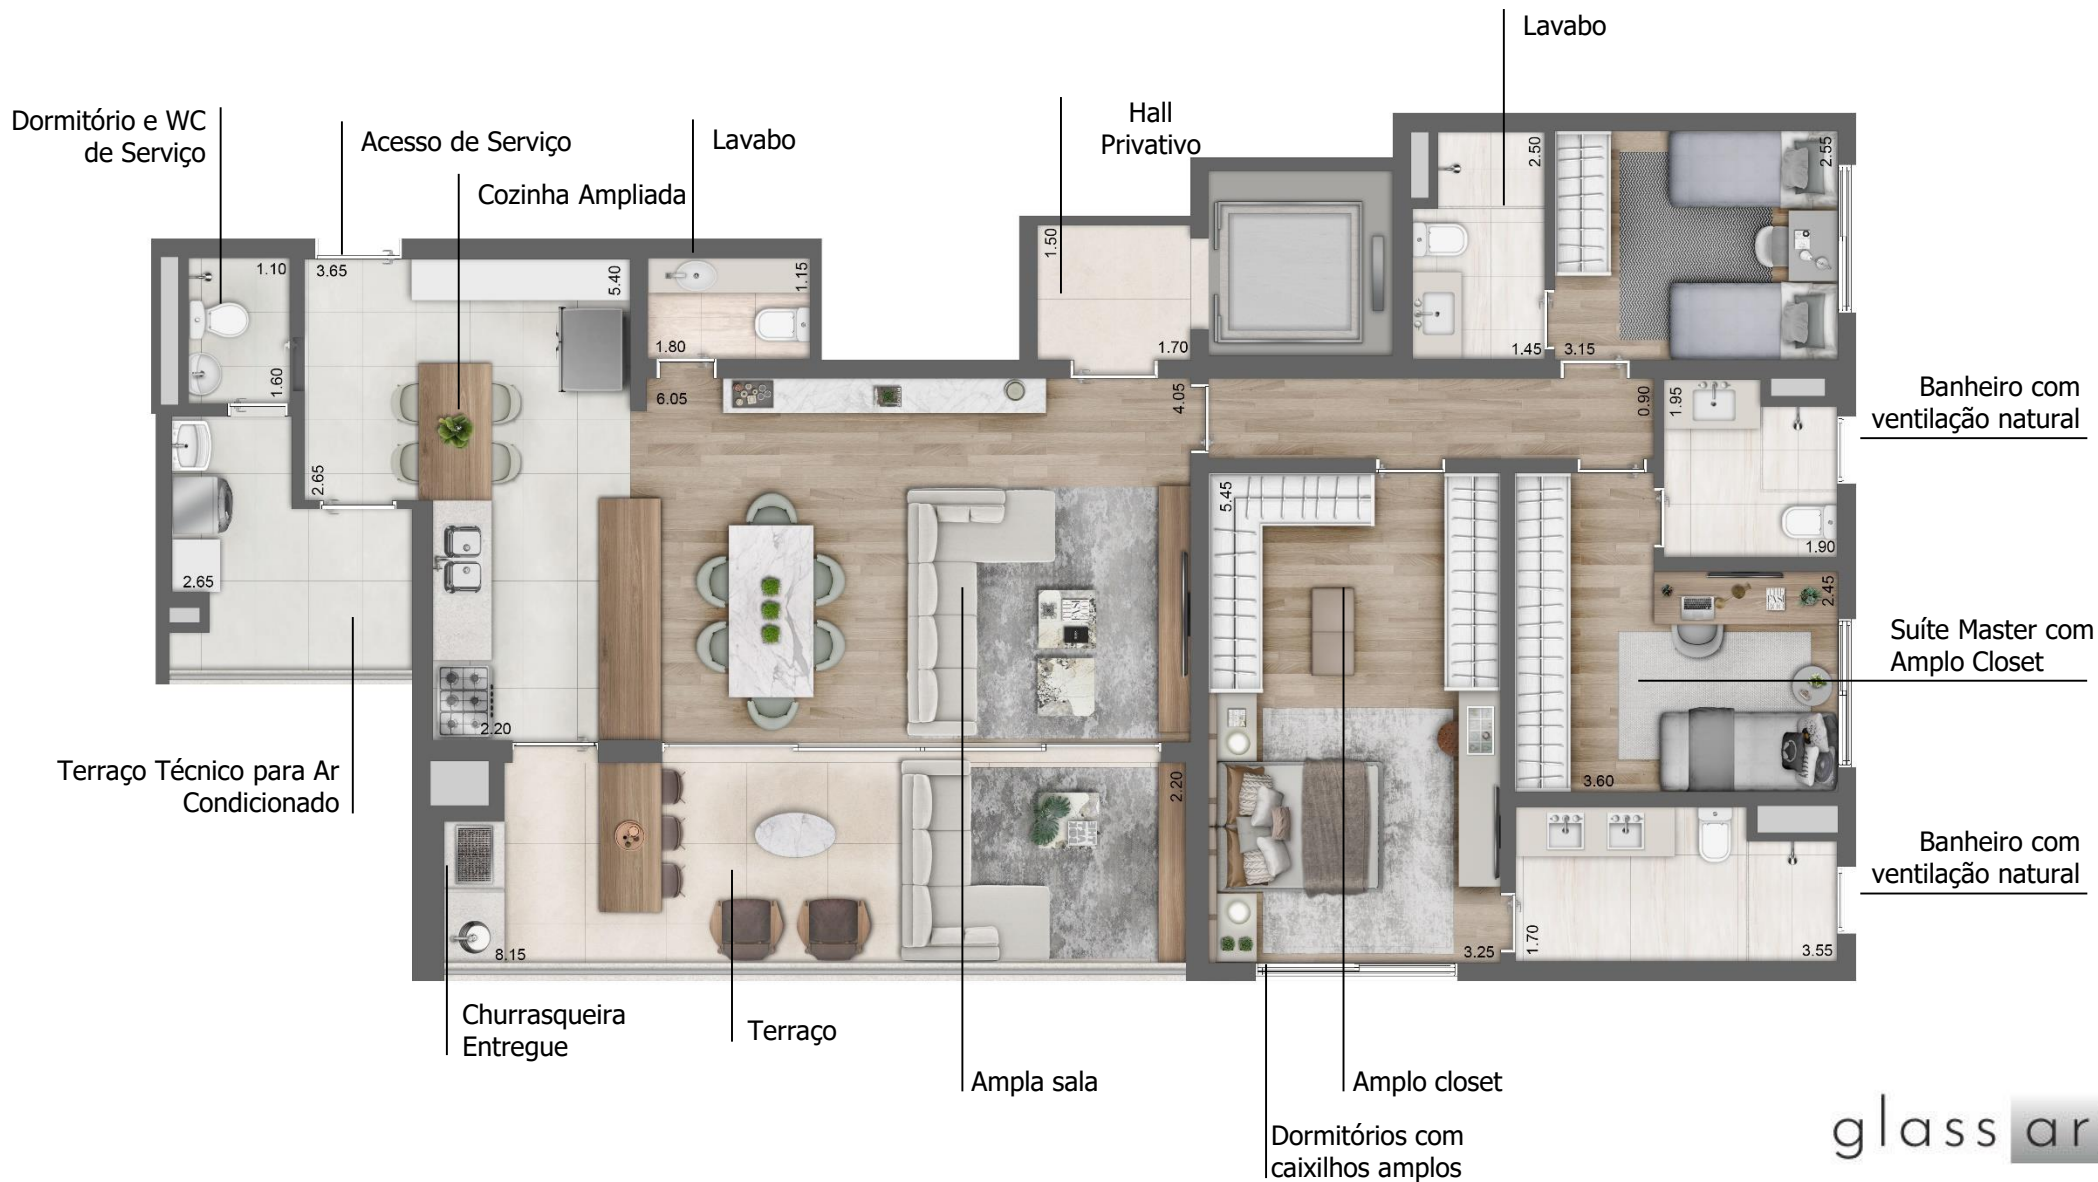 Lavabo
Dormitório e WC
de Serviço
Acesso de Serviço
Lavabo
Hall
Privativo
Cozinha Ampliada
2.50
2.55
1.50
1.10
3.65
5.40
1.15
1.80
1.70
1.45
3.15
1.60
6.05
4.05
0.90
1.95
Banheiro com
ventilação natural
2.65
5.45
1.90
2.65
2.45
Suíte Master com
Amplo Closet
2.20
Terraço Técnico para Ar
Condicionado
2.20
3.60
Banheiro com
ventilação natural
8.15
3.25
1.70
3.55
Churrasqueira
Entregue
Terraço
Ampla sala
Amplo closet
Dormitórios com
caixilhos amplos
glass ar